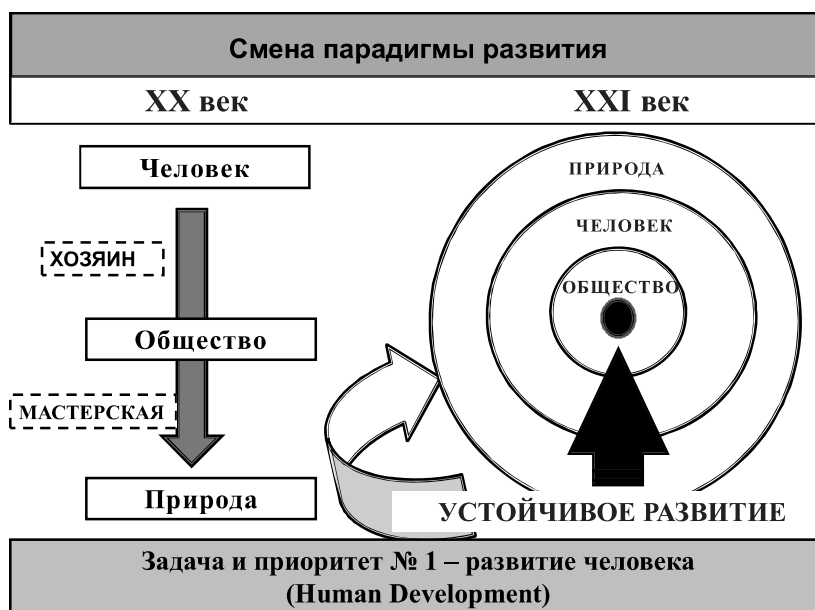 Смена парадигмы развития
XX век
XXI век
Человек
ХОЗЯИН
Общество
МАСТЕРСКАЯ
Природа
ПРИРОДА
ЧЕЛОВЕК
ОБЩЕСТВО
УСТОЙЧИВОЕ РАЗВИТИЕ
Задача и приоритет № 1 – развитие человека
(Human Development)